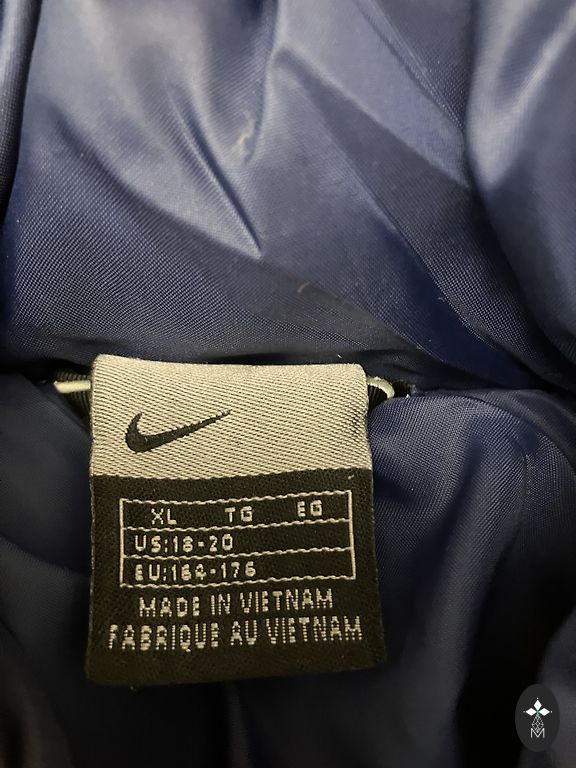 XL TG EG
US:18-20
EU:164-176
MADE IN VIETNAM
FABRIQUE AU VIETNAM
M